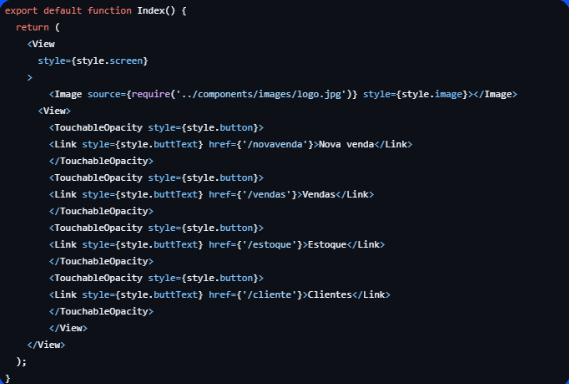 export default function Index() {
return (
<View
style={style.screen}
>
<Image source={require('../components/images/logo.jpg')} style={style.image}></Image>
<View>
<TouchableOpacity style={style.button}>
<Link style={style.buttText} href={'/novavenda'}>Nova venda</Link>
</TouchableOpacity>
<TouchableOpacity style={style.button}>
<Link style={style.buttText} href={'/vendas'}>Vendas</Link>
</TouchableOpacity>
<TouchableOpacity style={style.button}>
<Link style={style.buttText} href={'/estoque'}>Estoque</Link>
</TouchableOpacity>
<TouchableOpacity style={style.button}>
<Link style={style.buttText} href={'/cliente'}>Clientes</Link>
</TouchableOpacity>
</View>
</View>
);
}